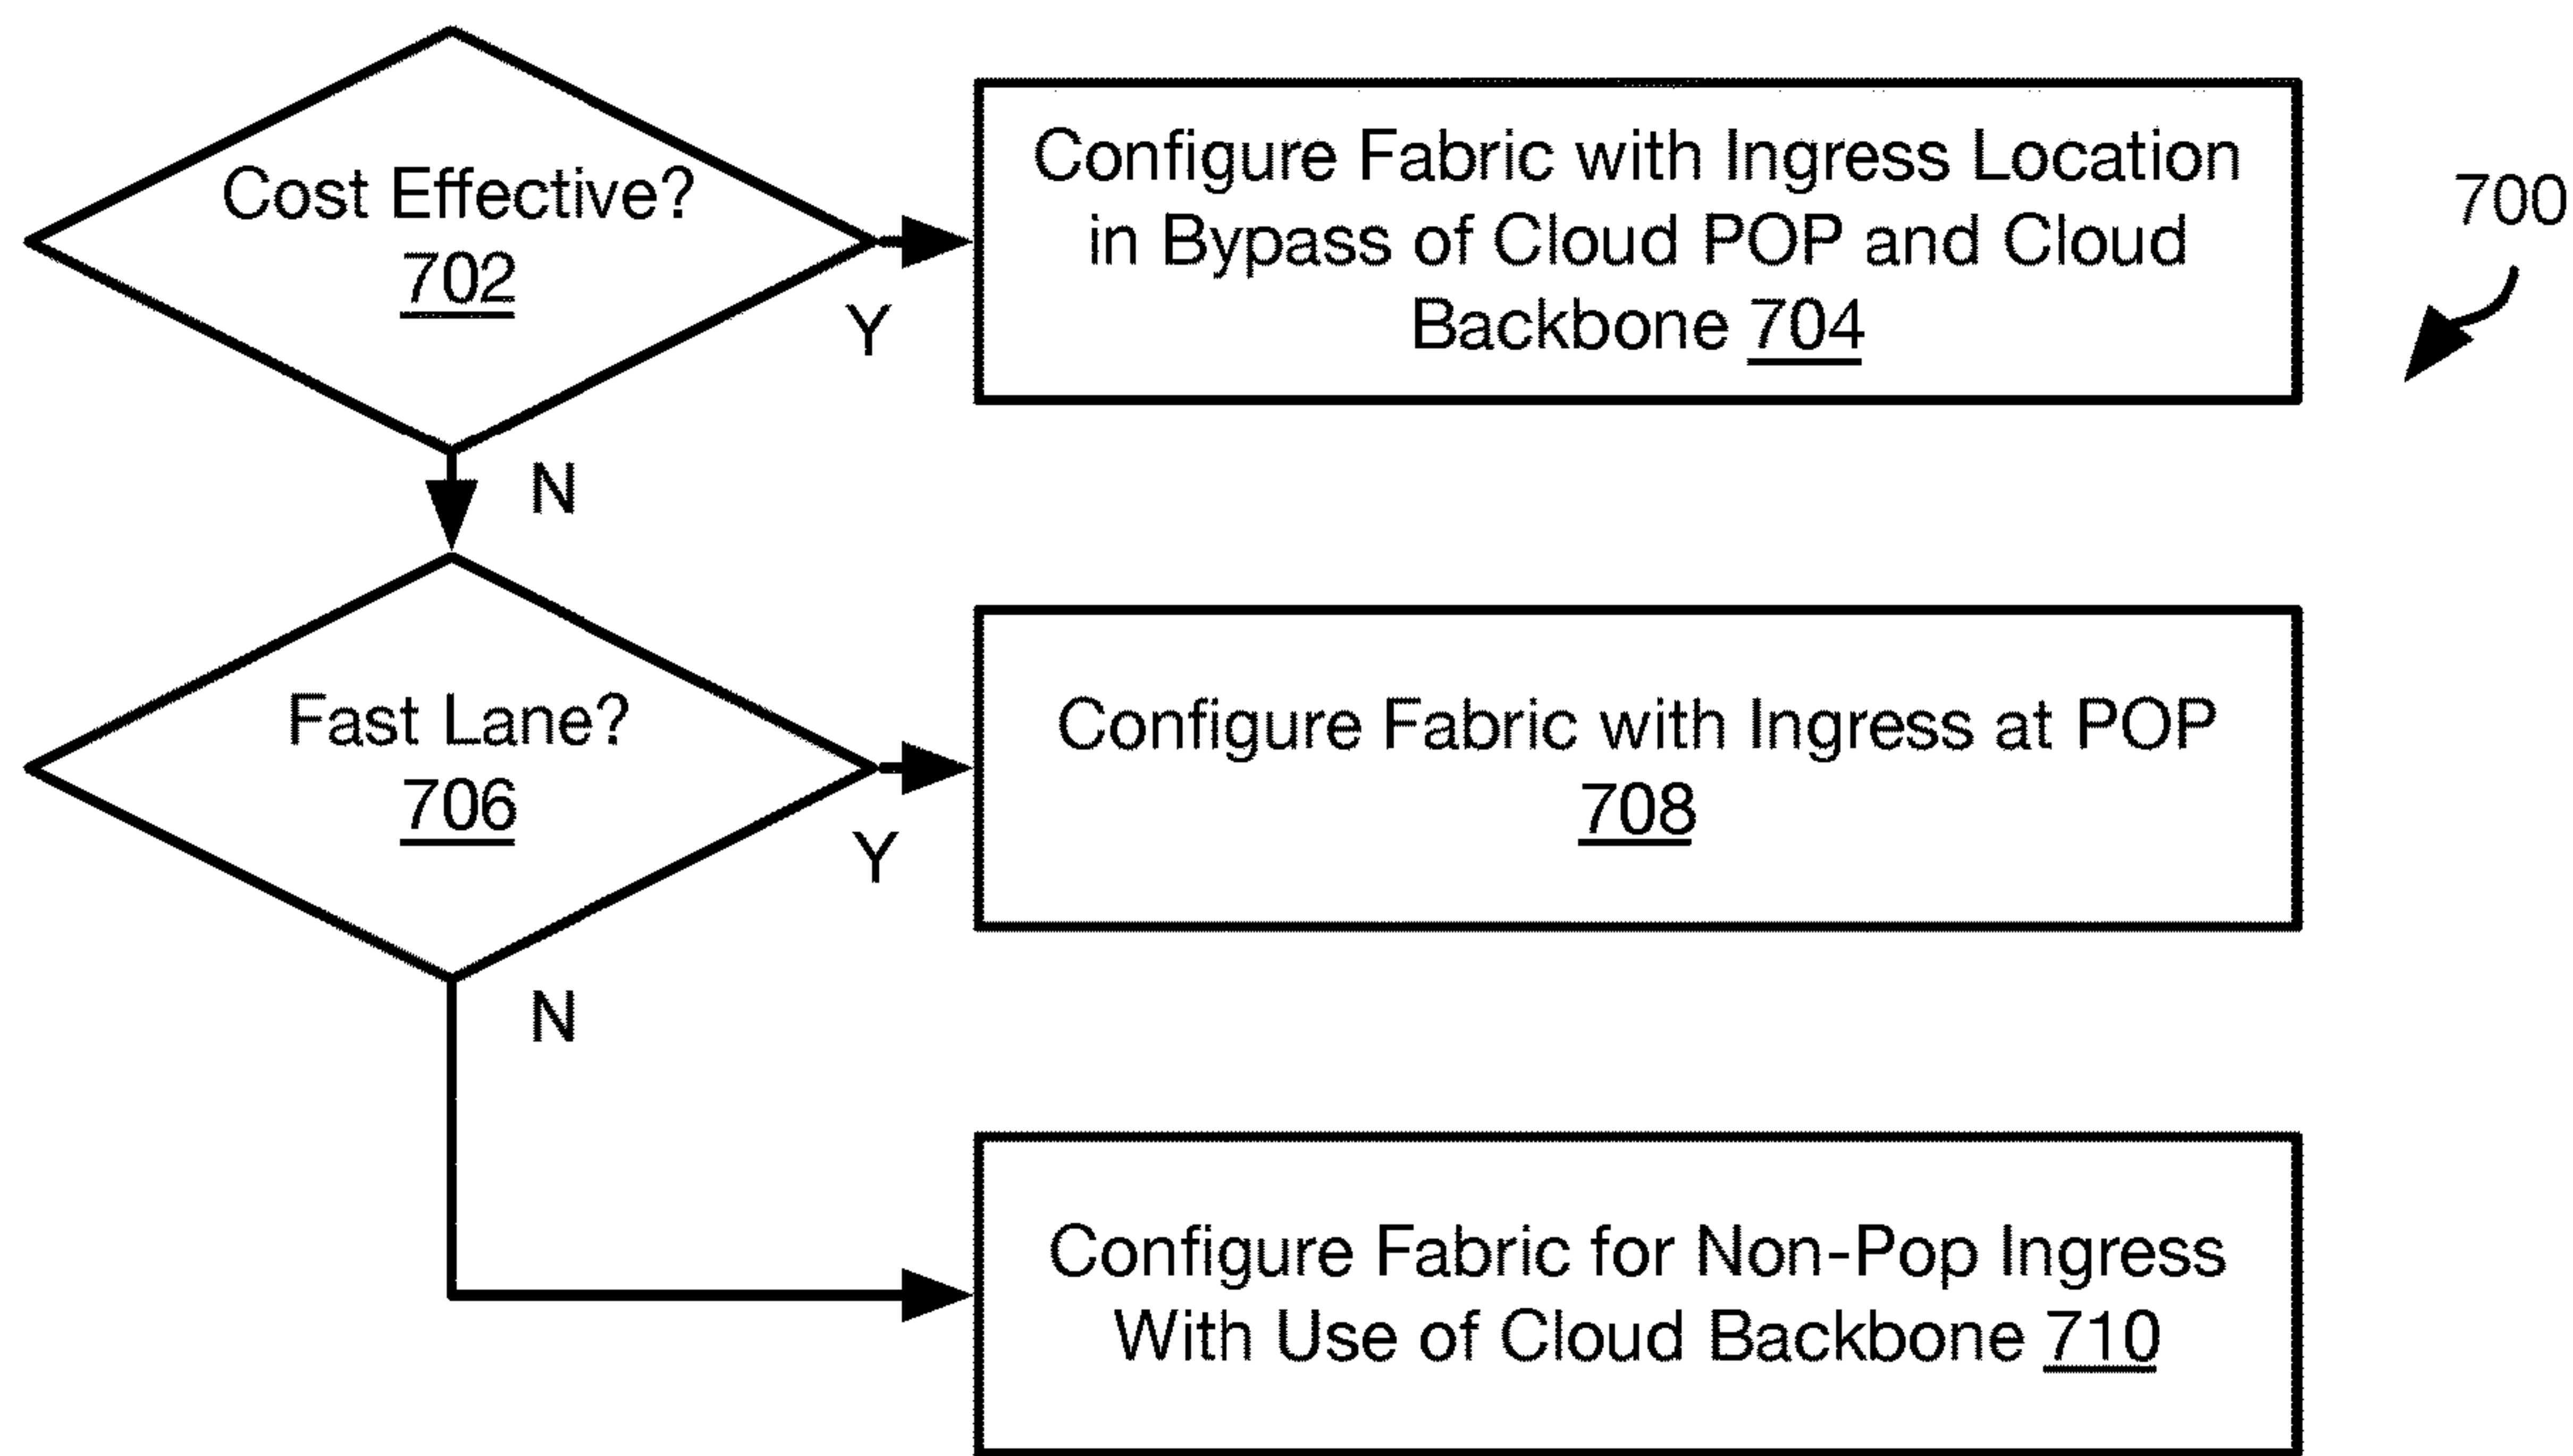 Cost Effective?
702
Y
N
Configure Fabric with Ingress Location
in Bypass of Cloud POP and Cloud
Backbone 704
700
Fast Lane?
706
Y
N
Configure Fabric with Ingress at POP
708
Configure Fabric for Non-Pop Ingress
With Use of Cloud Backbone 710